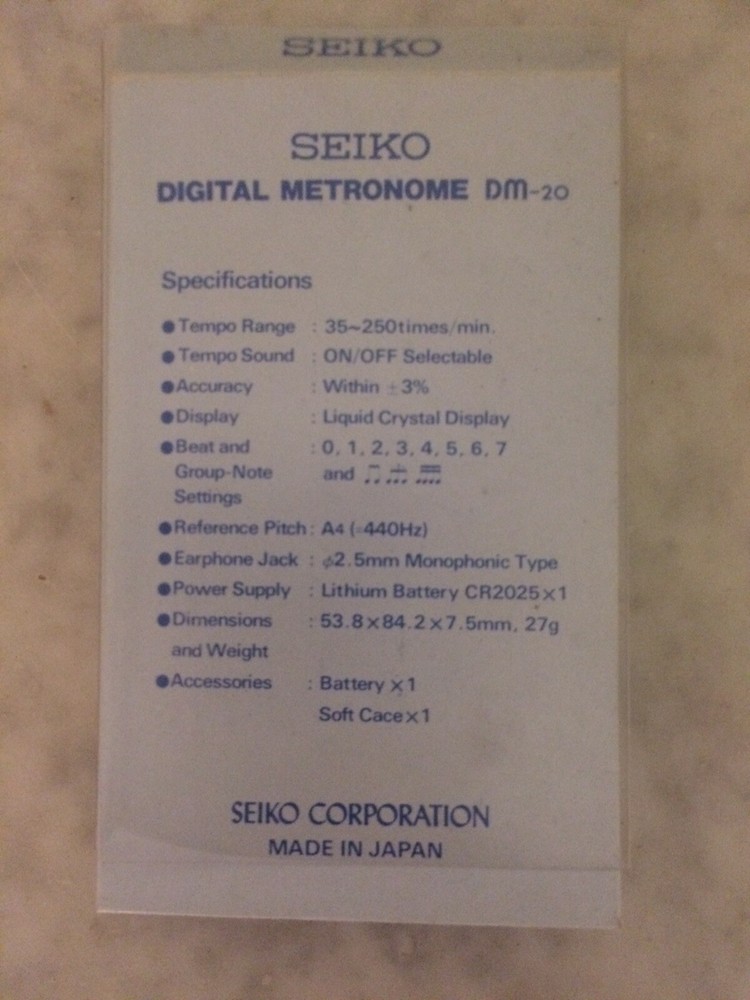 SEIKO
SEIKO
DIGITAL METRONOME DM-20
Specifications
●Tempo Range : 35~250times/min.
●Tempo Sound : ON/OFF Selectable
●Accuracy : Within ±3%
●Display : Liquid Crystal Display
●Beat and : 0, 1, 2, 3, 4, 5, 6, 7
Group-Note and
Settings
●Reference Pitch : A4 (=440Hz)
●Earphone Jack : ϕ2.5mm Monophonic Type
●Power Supply : Lithium Battery CR2025×1
●Dimensions : 53.8×84.2×7.5mm, 27g
and Weight
●Accessories : Battery ×1
Soft Cace×1
SEIKO CORPORATION
MADE IN JAPAN